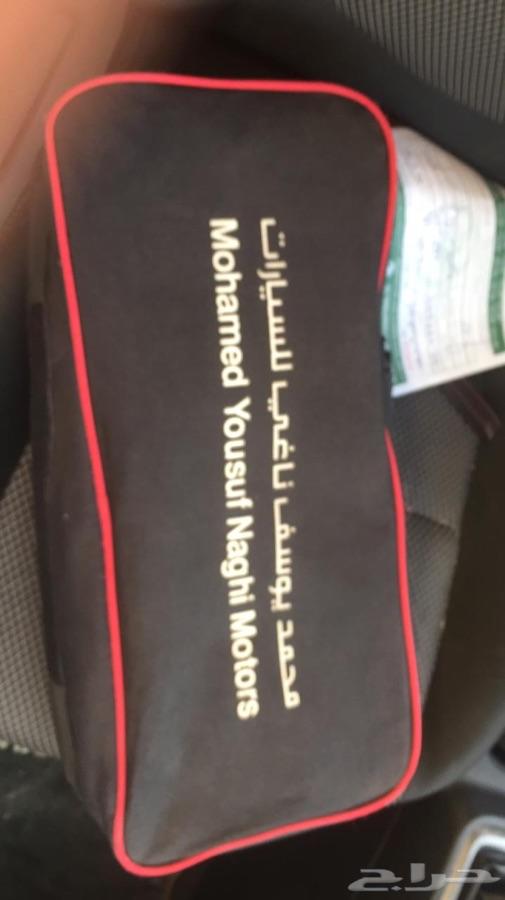 محمد يوسف ناغي للسيارات
Mohamed Yousuf Naghi Motors
حراج